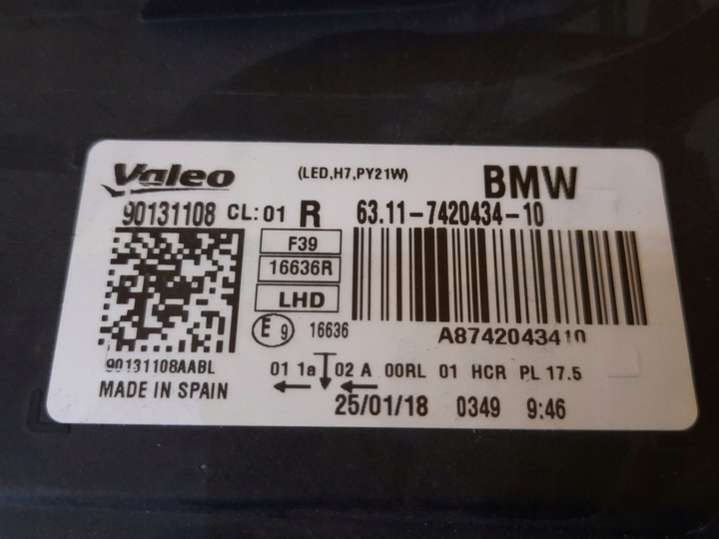 Valeo (LED,H7,PY21W) BMW
90131108 CL:01 R 63.11-7420434-10
F39
16636R
LHD
E9 16636 A8742043410
90131108AABL 01 1a 02 A 00RL 01 HCR PL 17.5
MADE IN SPAIN 25/01/18 0349 9:46